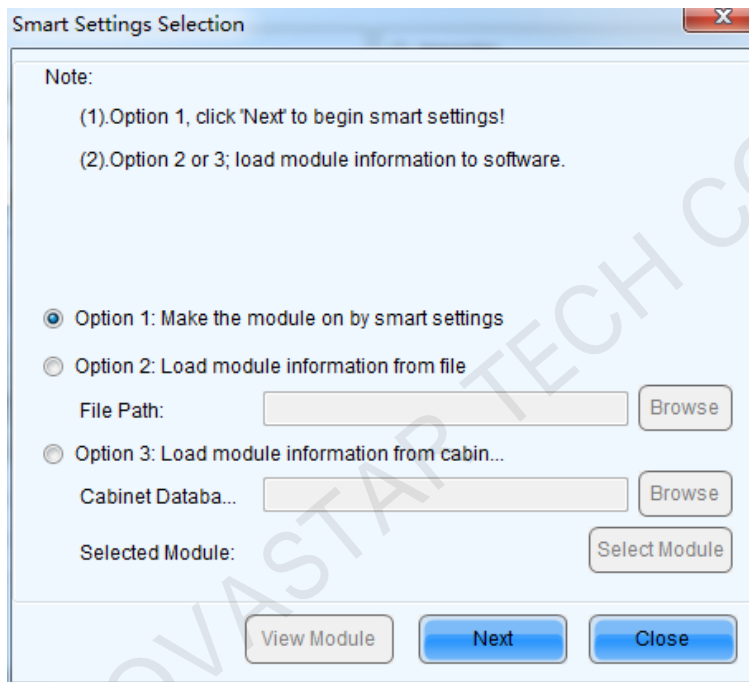 Smart Settings Selection
Note:
(1).Option 1, click 'Next' to begin smart settings!
(2).Option 2 or 3; load module information to software.
Option 1: Make the module on by smart settings
Option 2: Load module information from file
File Path:
Browse
Option 3: Load module information from cabin...
Cabinet Databa...
Browse
Selected Module:
Select Module
View Module
Next
Close
OVASTAR TECH CO